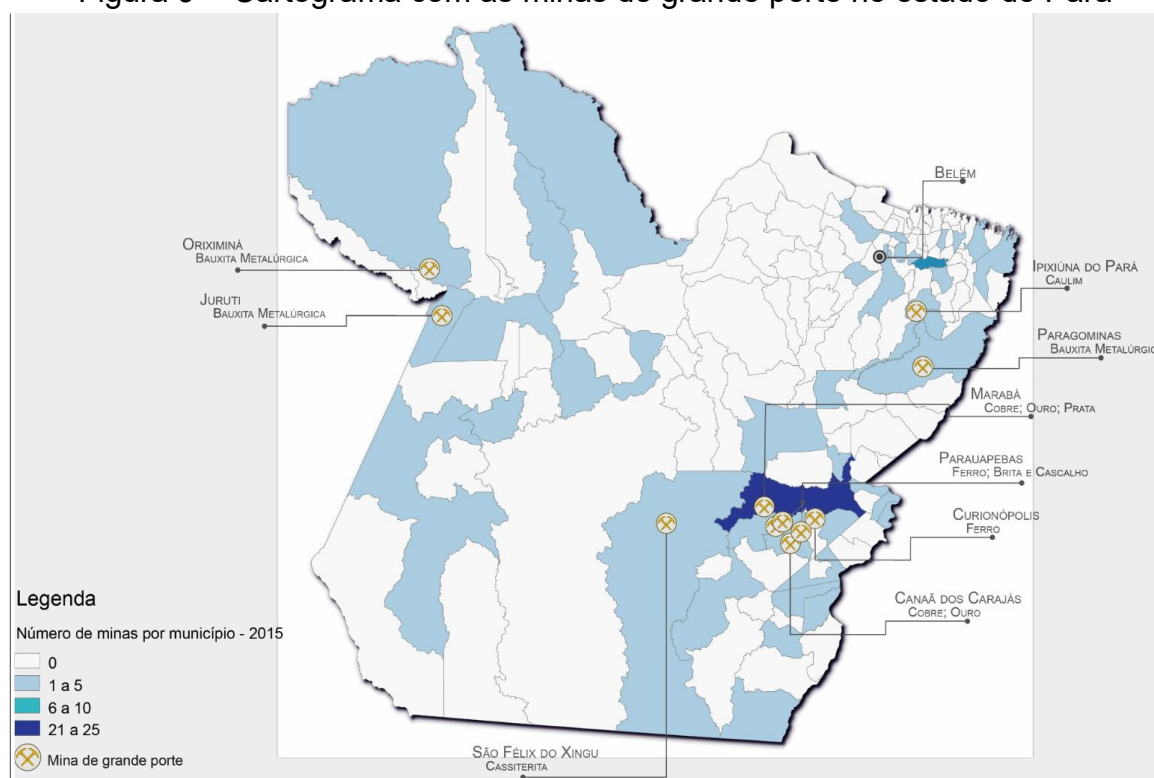 Figura 6 – Cartograma com as minas de grande porte no estado do Pará
BELÉM
ORIXIMINÁ
BAUXITA METALÚRGICA
IPIXIÚNA DO PARÁ
CAULIM
JURUTI
BAUXITA METALÚRGICA
PARAGOMINAS
BAUXITA METALÚRGIC
MARABÁ
COBRE; OURO; PRATA
PARAUAPEBAS
FERRO; BRITA E CASCALHO
CURIONÓPOLIS
FERRO
CANAÃ DOS CARAJÁS
COBRE; OURO
SÃO FÉLIX DO XINGU
CASSITERITA
Legenda
Número de minas por município - 2015
0
1 a 5
6 a 10
21 a 25
Mina de grande porte